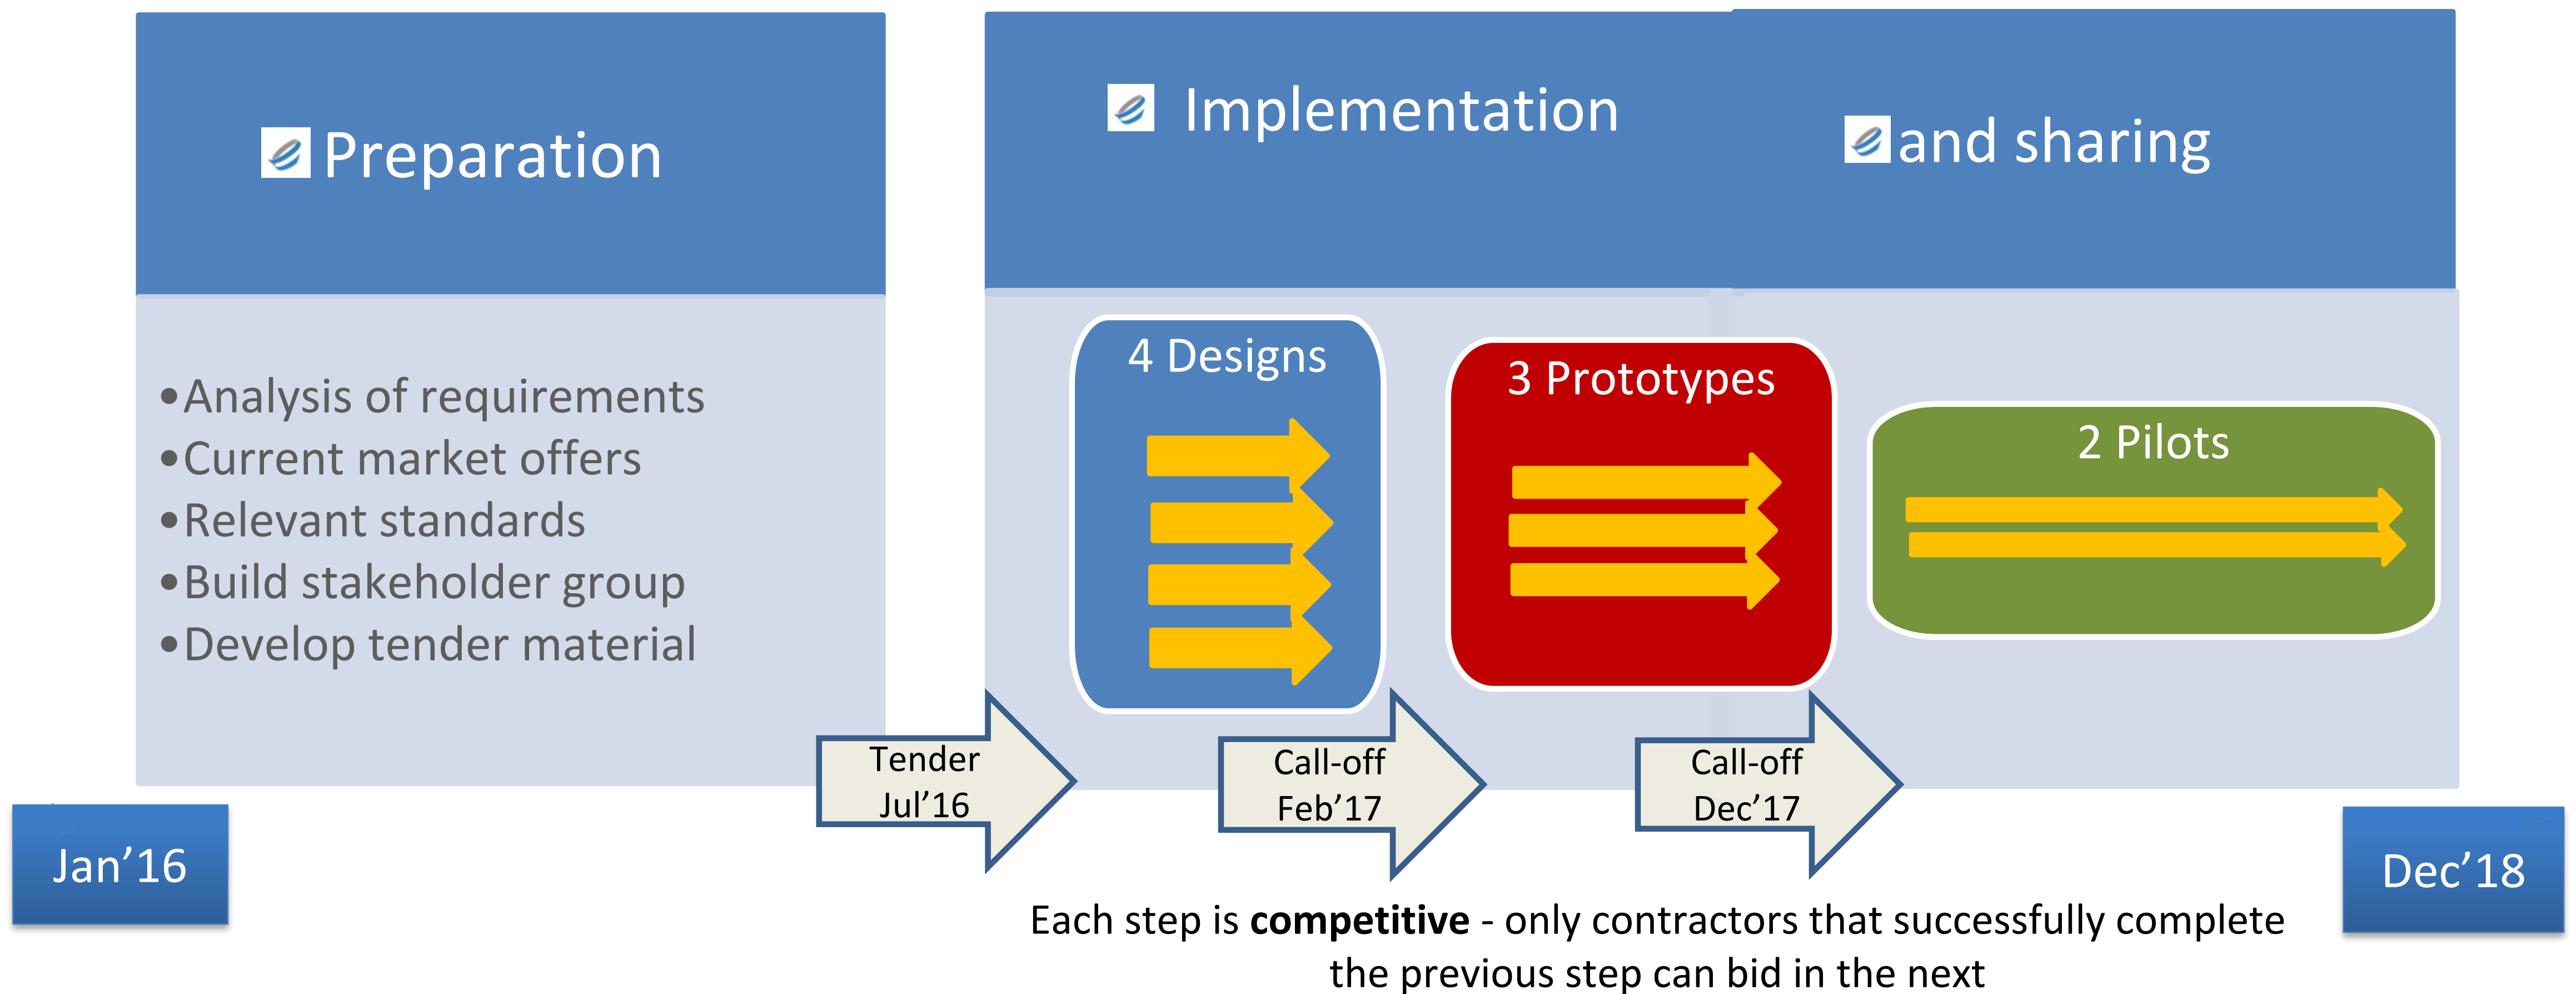 Preparation
Implementation
and sharing
•Analysis of requirements
•Current market offers
•Relevant standards
•Build stakeholder group
•Develop tender material
4 Designs
3 Prototypes
2 Pilots
Tender
Jul’16
Call-off
Feb’17
Call-off
Dec’17
Jan’16
Dec’18
Each step is competitive - only contractors that successfully complete
the previous step can bid in the next